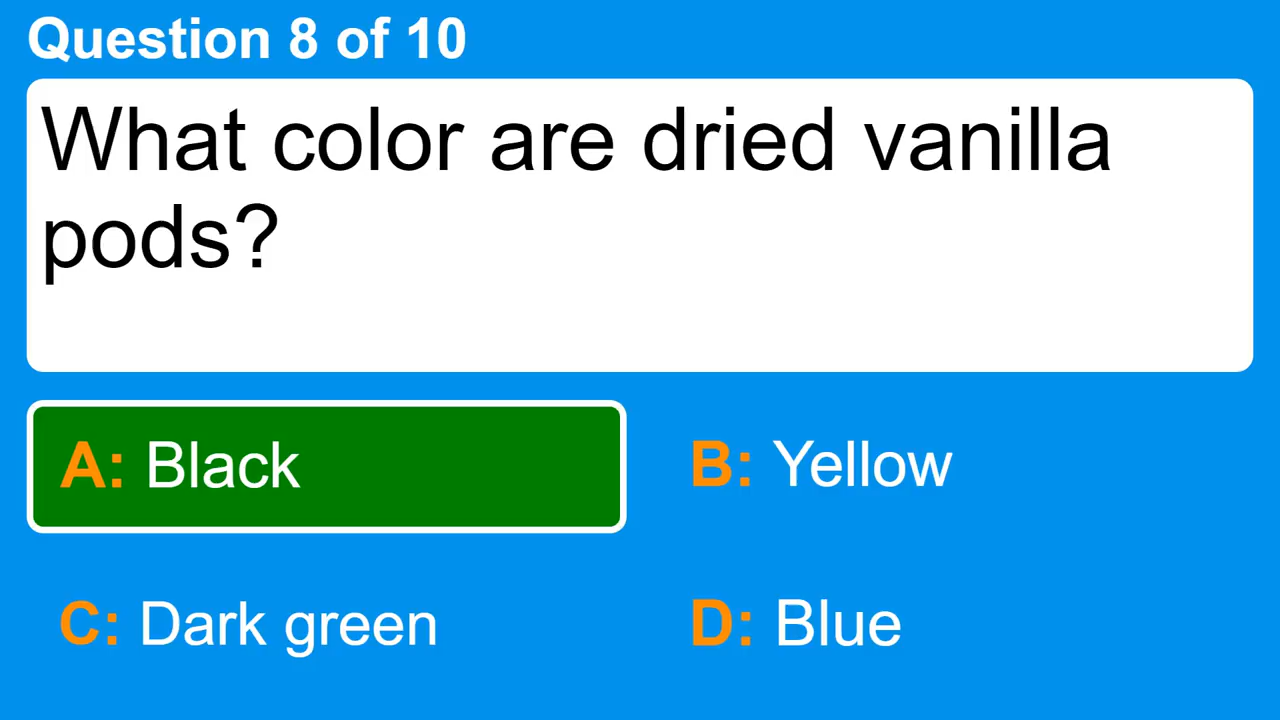 Question 8 of 10
What color are dried vanilla
pods?
A: Black
B: Yellow
C: Dark green
D: Blue